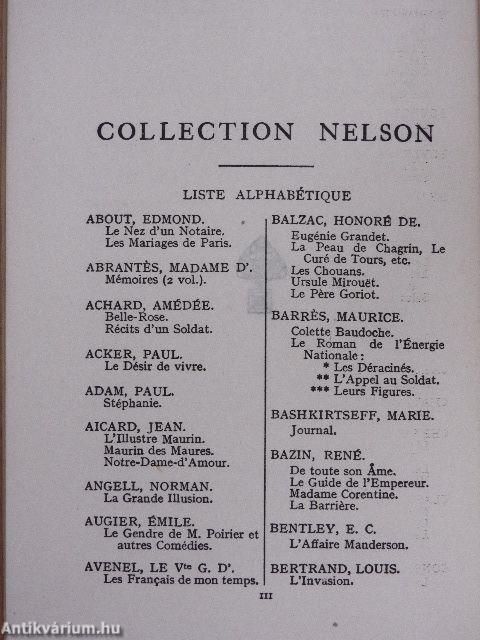 COLLECTION NELSON
LISTE ALPHABÉTIQUE
ABOUT, EDMOND.
Le Nez d'un Notaire.
Les Mariages de Paris.
ABRANTÈS, MADAME D'.
Mémoires (2 vol.).
ACHARD, AMÉDÉE.
Belle-Rose.
Récits d'un Soldat.
ACKER, PAUL.
Le Désir de vivre.
ADAM, PAUL.
Stéphanie.
AICARD, JEAN.
L'Illustre Maurin.
Maurin des Maures.
Notre-Dame-d'Amour.
ANGELL, NORMAN.
La Grande Illusion.
AUGIER, ÉMILE.
Le Gendre de M. Poirier et
autres Comédies.
AVENEL, LE Vte G. D'.
Les Français de mon temps.
BALZAC, HONORÉ DE.
Eugénie Grandet.
La Peau de Chagrin, Le
Curé de Tours, etc.
Les Chouans.
Ursule Mirouët.
Le Père Goriot.
BARRÈS, MAURICE.
Colette Baudoche.
Le Roman de l'Énergie
Nationale :
* Les Déracinés.
** L'Appel au Soldat.
*** Leurs Figures.
BASHKIRTSEFF, MARIE.
Journal.
BAZIN, RENÉ.
De toute son Âme.
Le Guide de l'Empereur.
Madame Corentine.
La Barrière.
BENTLEY, E. C.
L'Affaire Manderson.
BERTRAND, LOUIS.
L'Invasion.
III
Antikvárium.hu